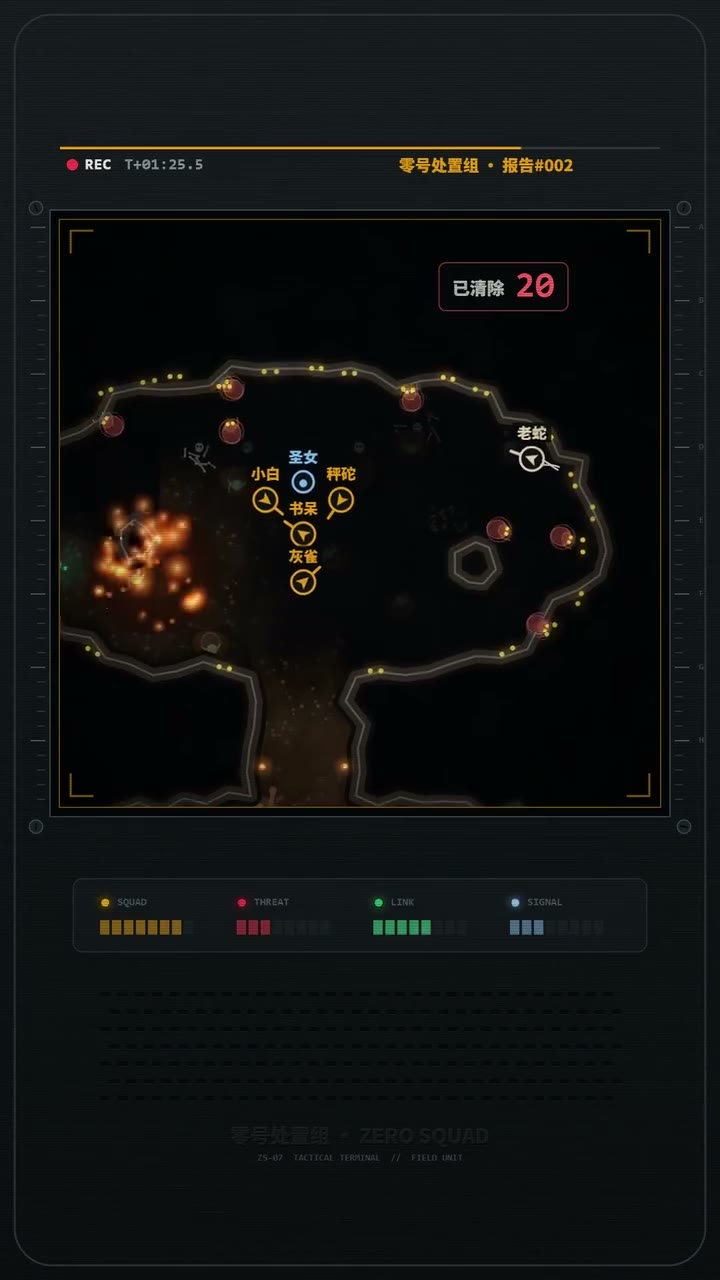 REC T+01:25.5 零号处置组 · 报告#002
已清除 20
老蛇
圣女
小白 秤砣
书呆
灰雀
SQUAD THREAT LINK SIGNAL
零号处置组 · ZERO SQUAD
ZS-07 TACTICAL TERMINAL // FIELD UNIT
A
B
C
D
E
F
G
H